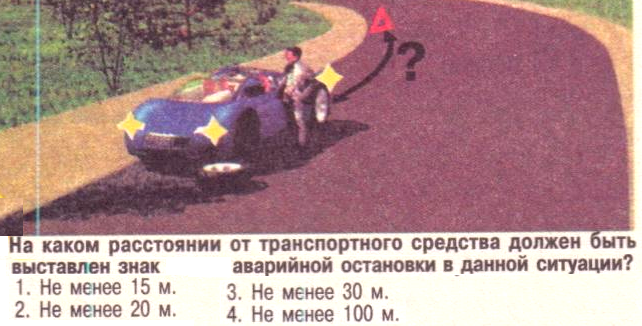 ?
На каком расстоянии от транспортного средства должен быть
выставлен знак аварийной остановки в данной ситуации?
1. Не менее 15 м. 3. Не менее 30 м.
2. Не менее 20 м. 4. Не менее 100 м.